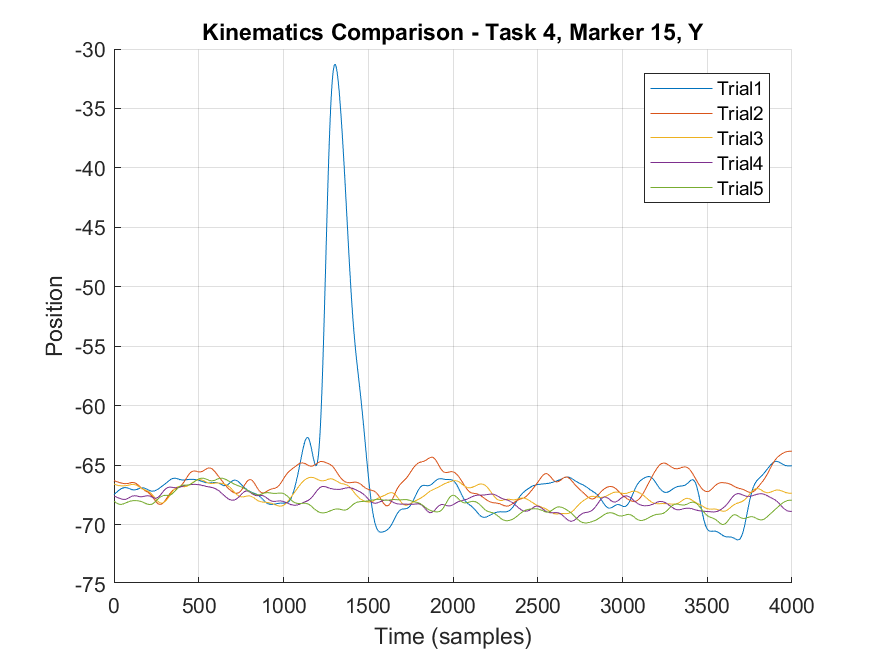 Kinematics Comparison - Task 4, Marker 15, Y
-30
-35
-40
-45
-50
-55
-60
-65
-70
-75
Position
Trial1
Trial2
Trial3
Trial4
Trial5
0 500 1000 1500 2000 2500 3000 3500 4000
Time (samples)